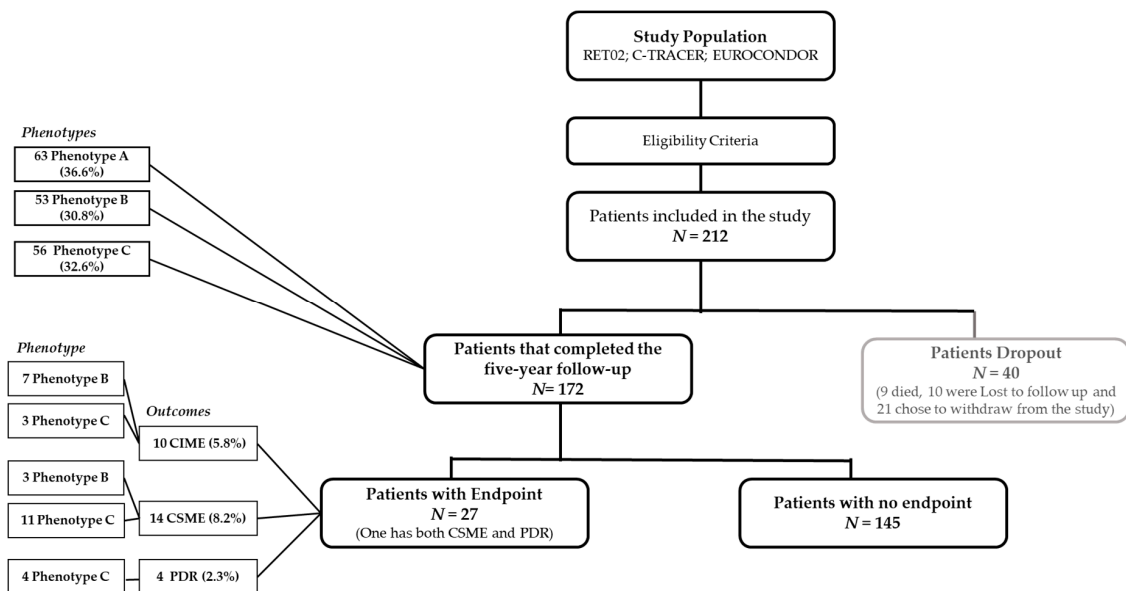 Study Population
RET02; C-TRACER; EUROCONDOR
Eligibility Criteria
Patients included in the study
N = 212
Phenotypes
63 Phenotype A
(36.6%)
53 Phenotype B
(30.8%)
56 Phenotype C
(32.6%)
Patients that completed the
five-year follow-up
N= 172
Patients Dropout
N = 40
(9 died, 10 were Lost to follow up and
21 chose to withdraw from the study)
Phenotype
7 Phenotype B
3 Phenotype C
3 Phenotype B
11 Phenotype C
4 Phenotype C
Outcomes
10 CIME (5.8%)
14 CSME (8.2%)
4 PDR (2.3%)
Patients with Endpoint
N = 27
(One has both CSME and PDR)
Patients with no endpoint
N = 145